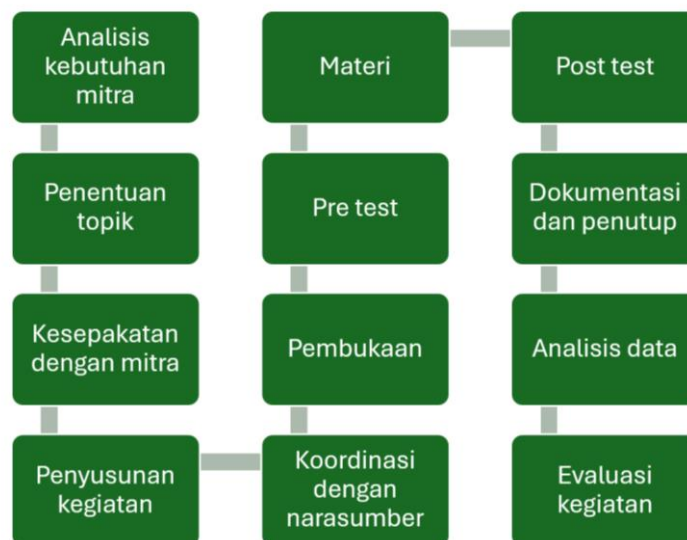 Analisis
kebutuhan
mitra
Penentuan
topik
Kesepakatan
dengan mitra
Penyusunan
kegiatan
Koordinasi
dengan
narasumber
Pembukaan
Pre test
Materi
Post test
Dokumentasi
dan penutup
Analisis data
Evaluasi
kegiatan